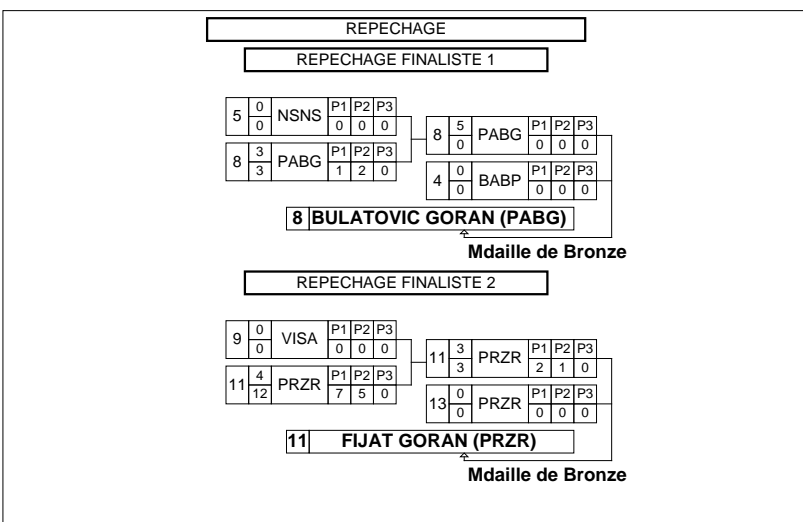 REPECHAGE
REPECHAGE FINALISTE 1
5 0 NSNS P1 P2 P3
0 0 0 0
8 3 PABG P1 P2 P3
3 1 2 0
8 5 PABG P1 P2 P3
0 0 0 0
4 0 BABP P1 P2 P3
0 0 0 0
8 BULATOVIC GORAN (PABG)
Mdaille de Bronze
REPECHAGE FINALISTE 2
9 0 VISA P1 P2 P3
0 0 0 0
11 4 PRZR P1 P2 P3
12 7 5 0
11 3 PRZR P1 P2 P3
3 2 1 0
13 0 PRZR P1 P2 P3
0 0 0 0
11 FIJAT GORAN (PRZR)
Mdaille de Bronze